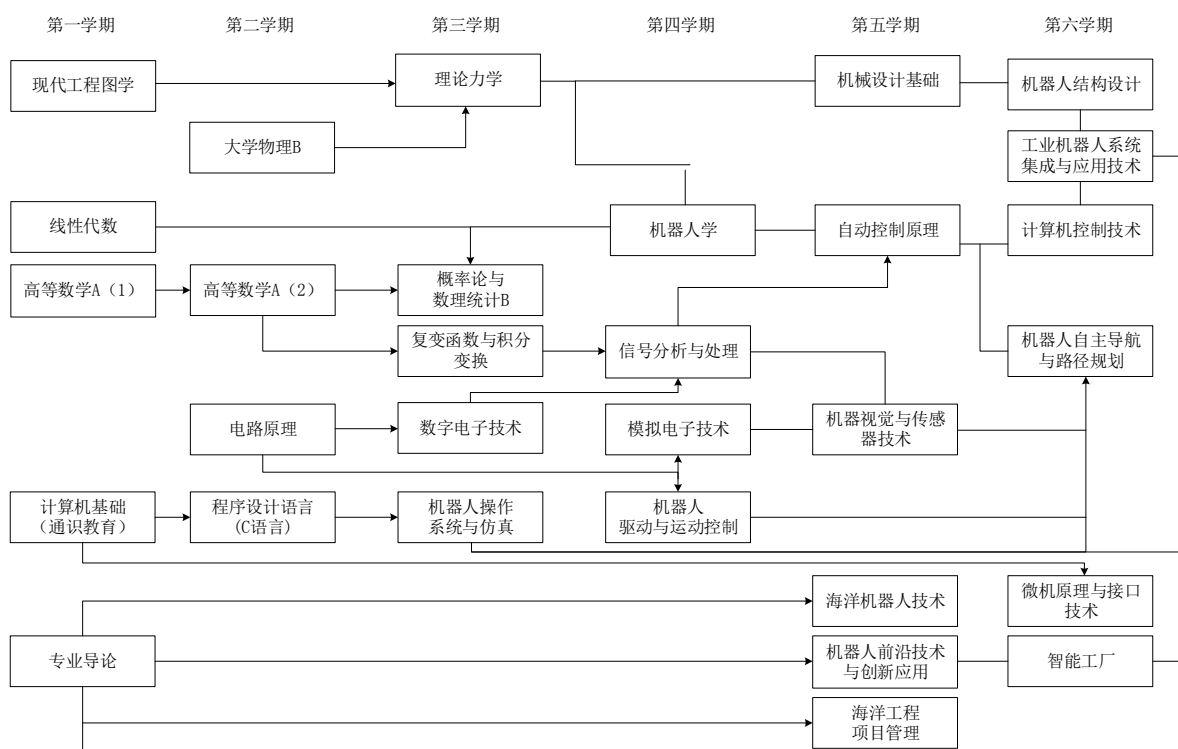 第一学期
第二学期
第三学期
第四学期
第五学期
第六学期
现代工程图学
理论力学
机械设计基础
机器人结构设计
大学物理B
工业机器人系统
集成与应用技术
线性代数
机器人学
自动控制原理
计算机控制技术
高等数学A（1）
高等数学A（2）
概率论与
数理统计B
复变函数与积分
变换
信号分析与处理
机器人自主导航
与路径规划
电路原理
数字电子技术
模拟电子技术
机器视觉与传感
器技术
计算机基础
（通识教育）
程序设计语言
(C语言)
机器人操作
系统与仿真
机器人
驱动与运动控制
海洋机器人技术
微机原理与接口
技术
专业导论
机器人前沿技术
与创新应用
智能工厂
海洋工程
项目管理